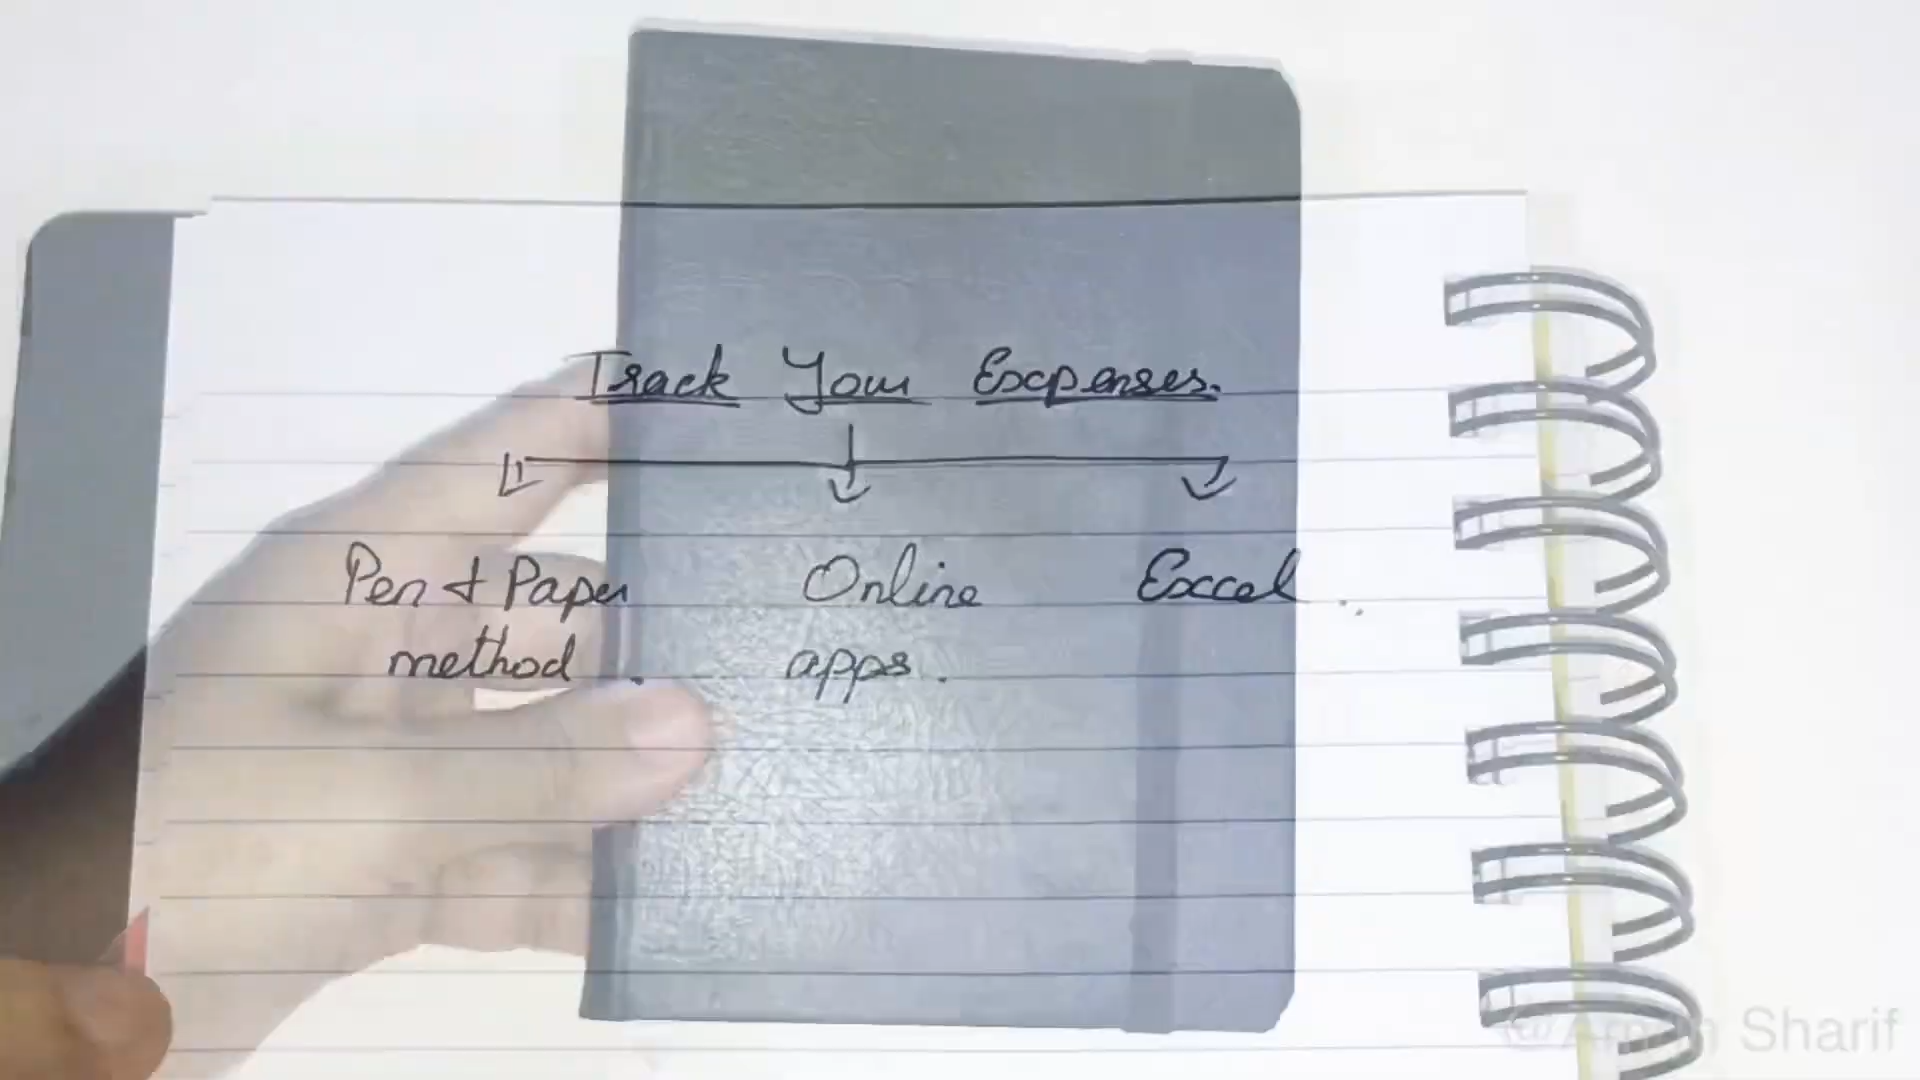 Track Your Expenses.
Pen & Paper Online Excel
method. apps.
Sharif